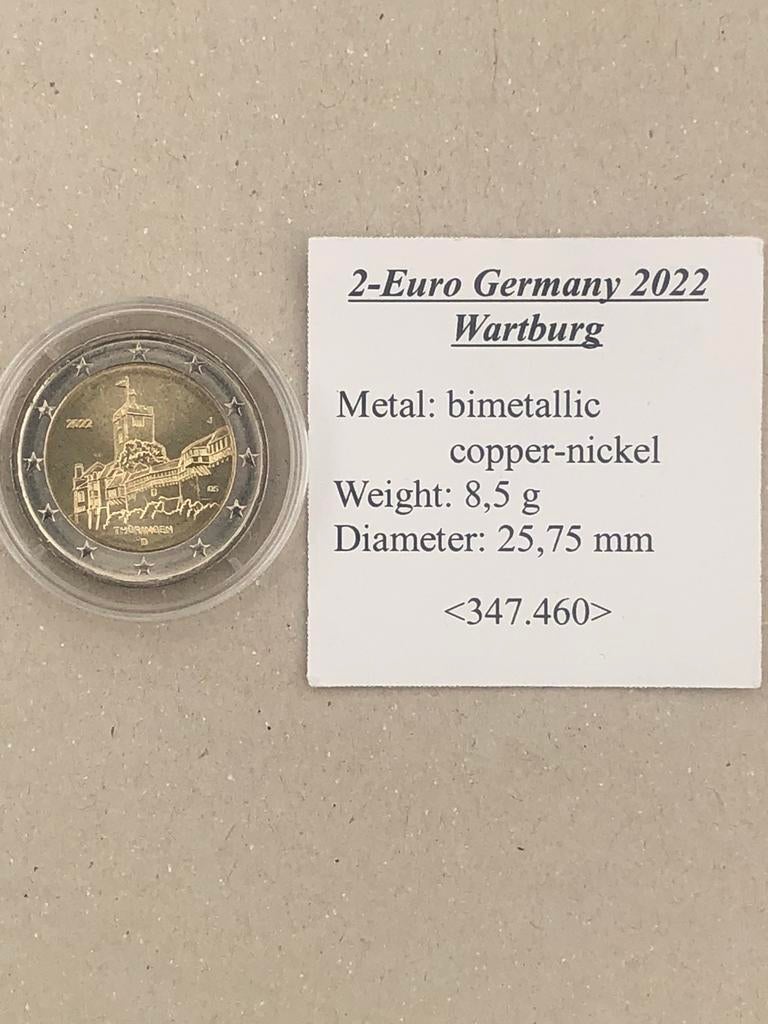 2022
J
05
THÜRINGEN
D
2-Euro Germany 2022
Wartburg
Metal: bimetallic
copper-nickel
Weight: 8,5 g
Diameter: 25,75 mm
<347.460>